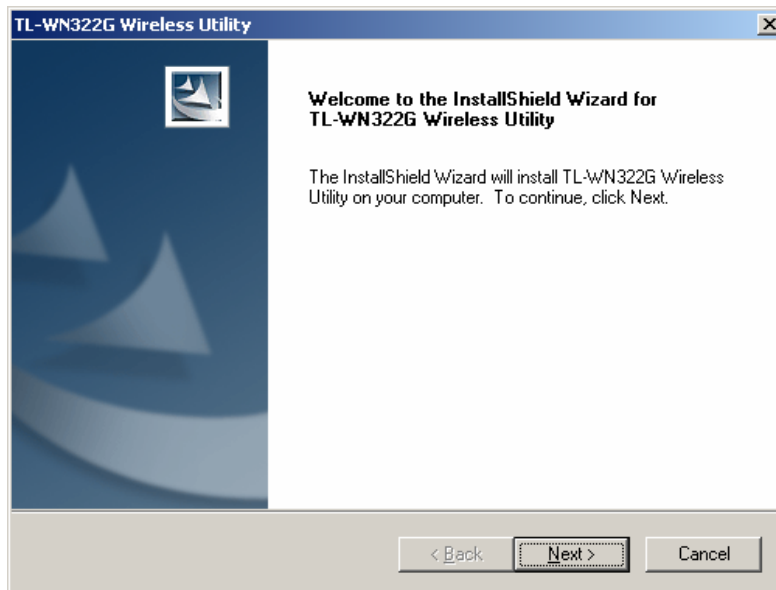 TL-WN322G Wireless Utility
Welcome to the InstallShield Wizard for
TL-WN322G Wireless Utility
The InstallShield Wizard will install TL-WN322G Wireless
Utility on your computer. To continue, click Next.
< Back
Next >
Cancel